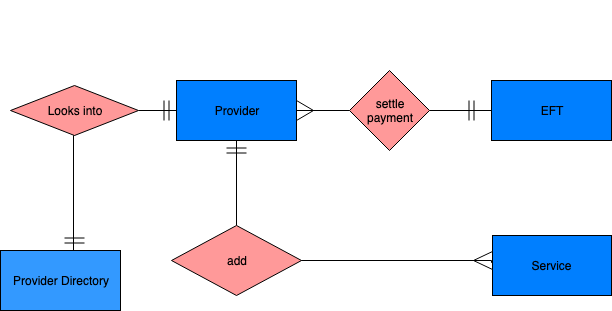 Looks into
Provider
settle
payment
EFT
add
Service
Provider Directory